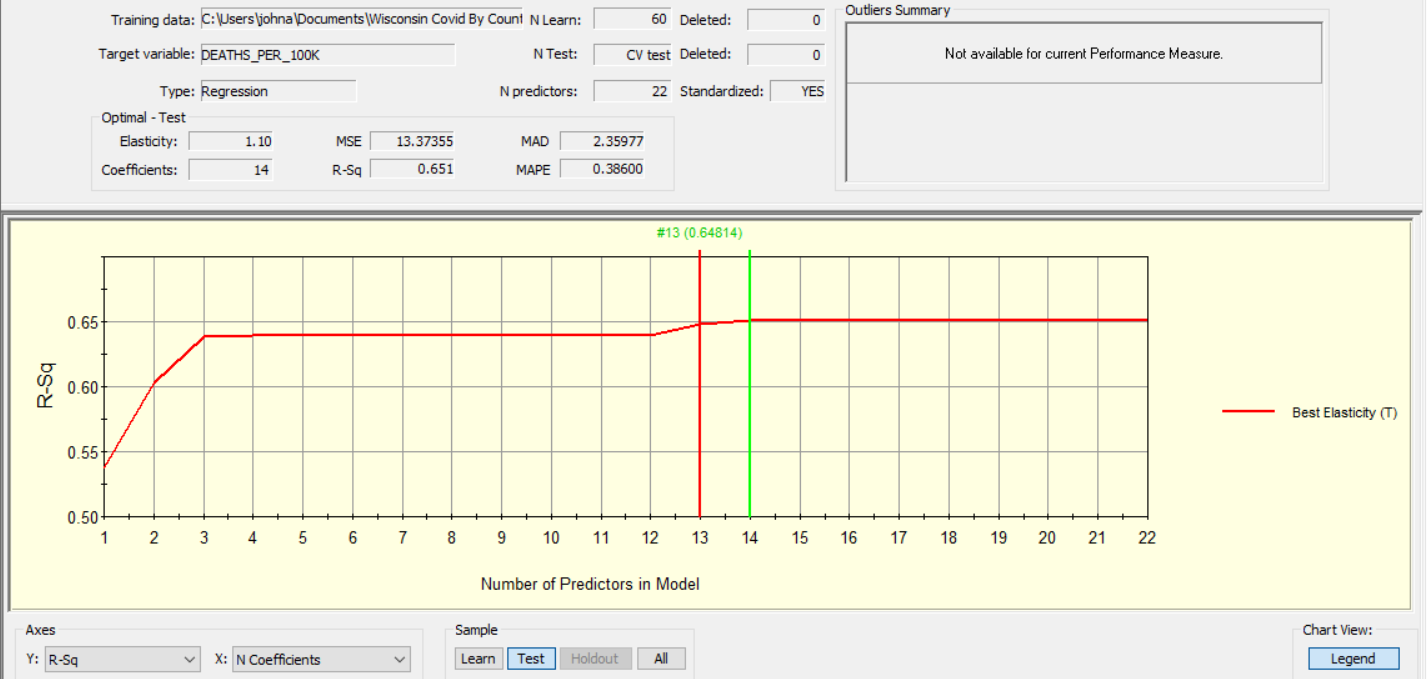 Training data: C:\Users\johna\Documents\Wisconsin Covid By Count N Learn: 60 Deleted: 0
Target variable: DEATHS_PER_100K N Test: CV test Deleted: 0
Type: Regression N predictors: 22 Standardized: YES
Optimal - Test
Elasticity: 1.10 MSE 13.37355 MAD 2.35977
Coefficients: 14 R-Sq 0.651 MAPE 0.38600
Outliers Summary
Not available for current Performance Measure.
#13 (0.64814)
R-Sq
0.65
0.60
0.55
0.50
1 2 3 4 5 6 7 8 9 10 11 12 13 14 15 16 17 18 19 20 21 22
Number of Predictors in Model
Best Elasticity (T)
Axes
Y: R-Sq X: N Coefficients
Sample
Learn Test Holdout All
Chart View:
Legend